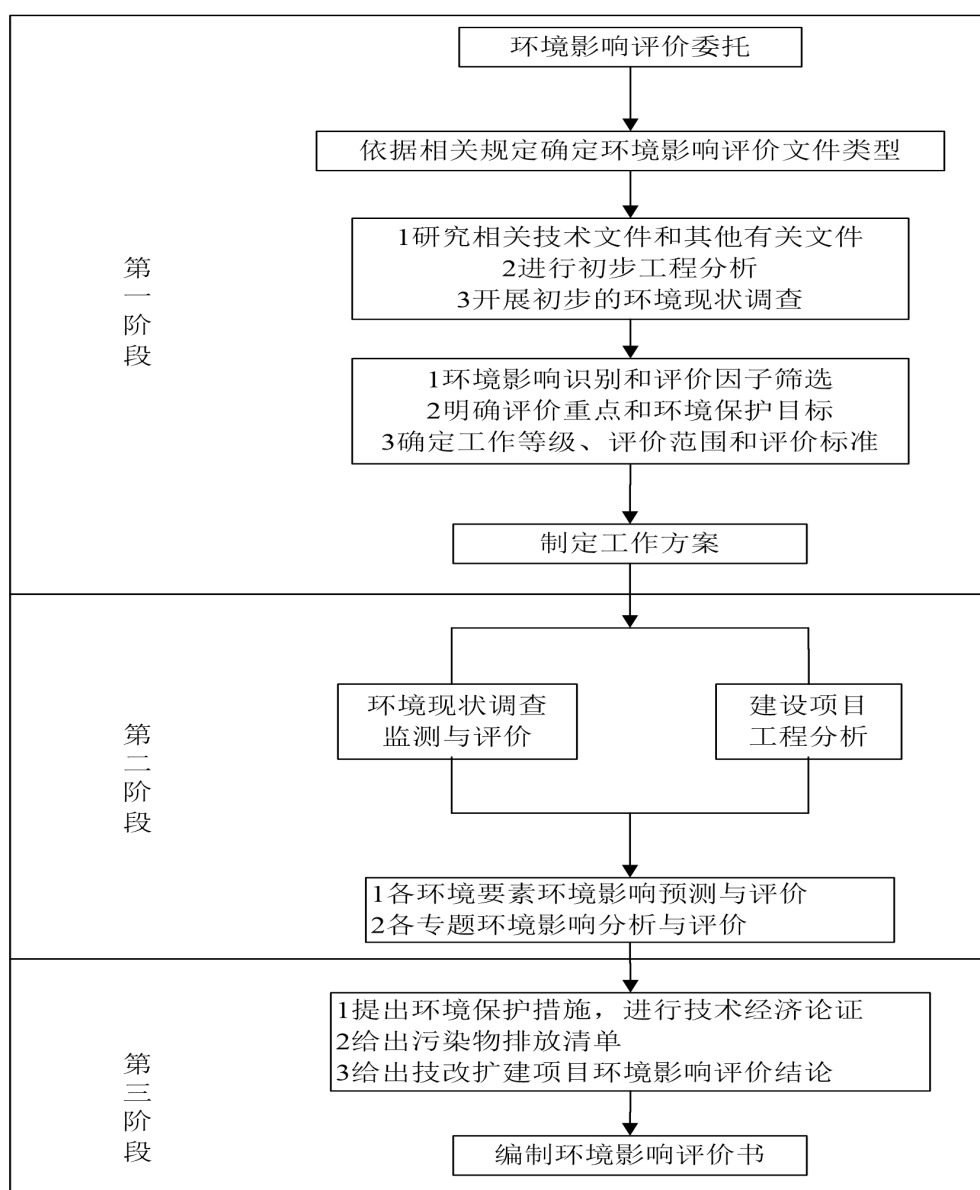 环境影响评价委托
依据相关规定确定环境影响评价文件类型
第一阶段
1研究相关技术文件和其他有关文件
2进行初步工程分析
3开展初步的环境现状调查
1环境影响识别和评价因子筛选
2明确评价重点和环境保护目标
3确定工作等级、评价范围和评价标准
制定工作方案
第二阶段
环境现状调查
监测与评价
建设项目
工程分析
1各环境要素环境影响预测与评价
2各专题环境影响分析与评价
第三阶段
1提出环境保护措施，进行技术经济论证
2给出污染物排放清单
3给出技改扩建项目环境影响评价结论
编制环境影响评价书